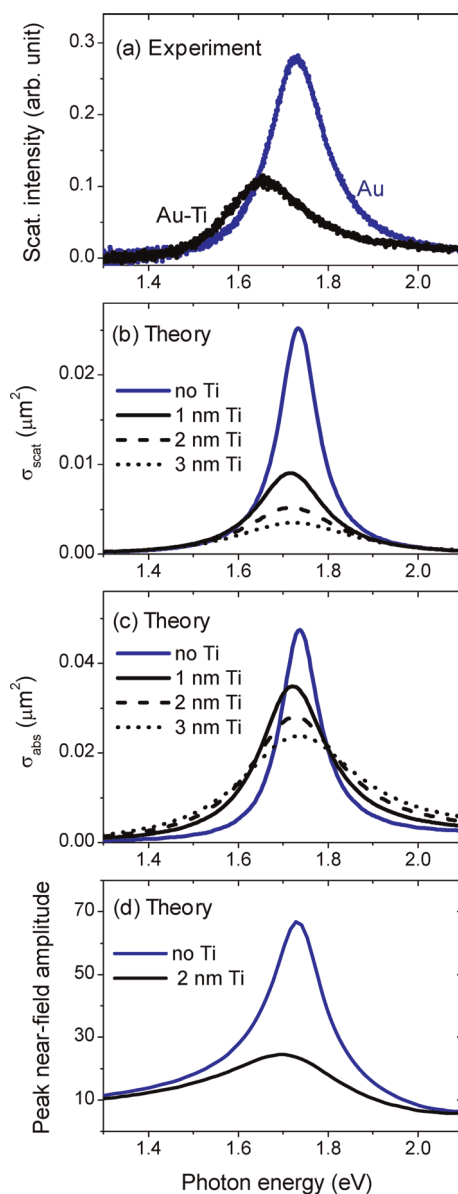 (a) Experiment
Scat. intensity (arb. unit)
0.3
0.2
0.1
0.0
Au-Ti
Au
1.4 1.6 1.8 2.0
(b) Theory
no Ti
1 nm Ti
2 nm Ti
3 nm Ti
σscat (μm²)
0.02
0.01
0.00
1.4 1.6 1.8 2.0
(c) Theory
no Ti
1 nm Ti
2 nm Ti
3 nm Ti
σabs (μm²)
0.04
0.02
0.00
1.4 1.6 1.8 2.0
(d) Theory
no Ti
2 nm Ti
Peak near-field amplitude
70
50
30
10
1.4 1.6 1.8 2.0
Photon energy (eV)